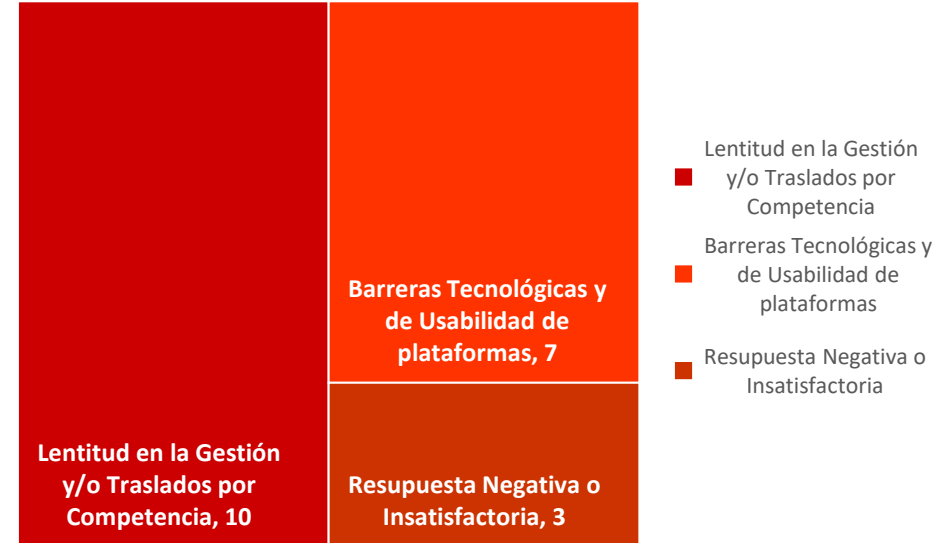 Lentitud en la Gestión
y/o Traslados por
Competencia, 10
Barreras Tecnológicas y
de Usabilidad de
plataformas, 7
Resupuesta Negativa o
Insatisfactoria, 3
Lentitud en la Gestión
y/o Traslados por
Competencia
Barreras Tecnológicas y
de Usabilidad de
plataformas
Resupuesta Negativa o
Insatisfactoria